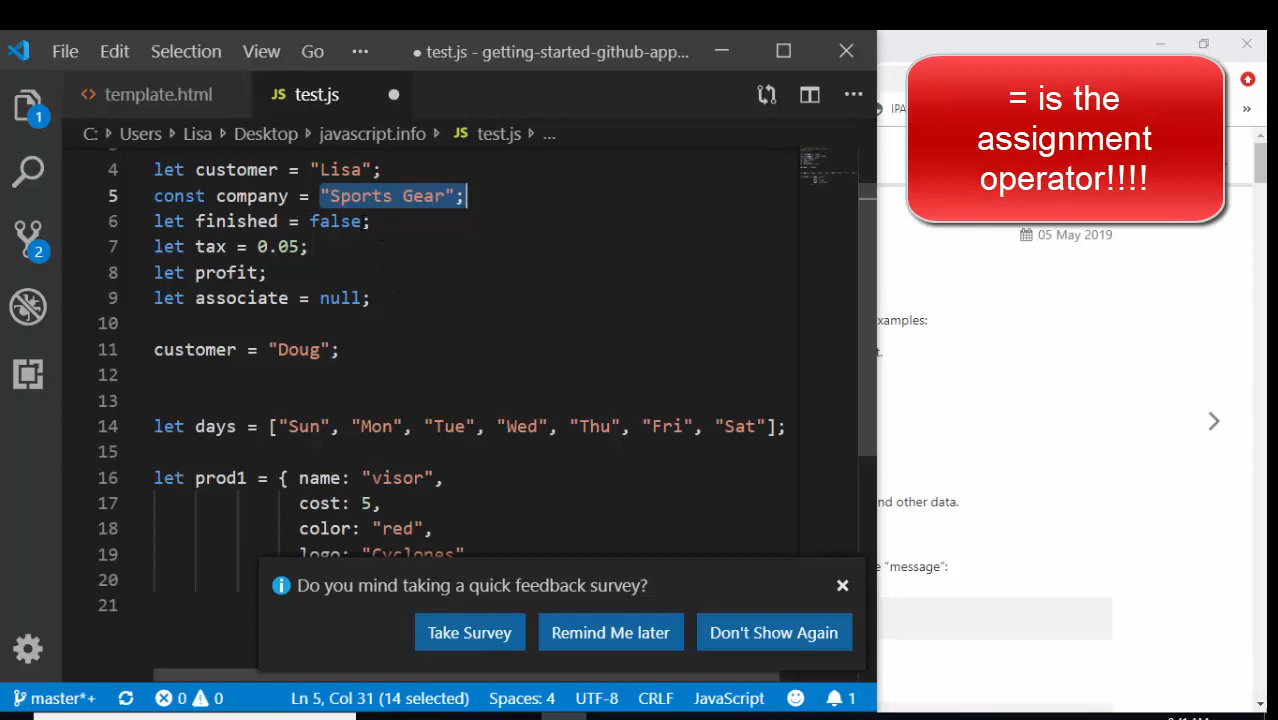 File Edit Selection View Go ••• ● test.js - getting-started-github-app...
<> template.html JS test.js ●
C: Users Lisa Desktop javascript.info JS test.js ...
4 let customer = "Lisa";
5 const company = "Sports Gear";
6 let finished = false;
7 let tax = 0.05;
8 let profit;
9 let associate = null;
10
11 customer = "Doug";
12
13
14 let days = ["Sun", "Mon", "Tue", "Wed", "Thu", "Fri", "Sat"];
15
16 let prod1 = { name: "visor",
17 cost: 5,
18 color: "red",
19 logo: "Cyclones"
20
21
1
2
Do you mind taking a quick feedback survey?
Take Survey Remind Me later Don't Show Again
master*+ 0 0 Ln 5, Col 31 (14 selected) Spaces: 4 UTF-8 CRLF JavaScript 1
= is the
assignment
operator!!!!
IPA
»
05 May 2019
examples:
t.
nd other data.
e "message":